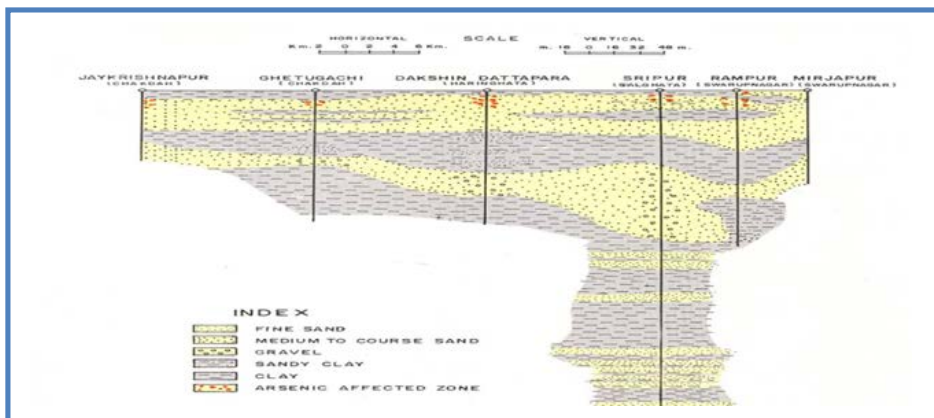 HORIZONTAL SCALE VERTICAL
Km. 2 0 2 4 6 Km. m. 16 0 16 32 48 m.
JAYKRISHNAPUR GHETUGACHI DAKSHIN DATTAPARA SRIPUR RAMPUR MIRJAPUR
(CHAKDAH) (CHAKDAH) (HARINGHATA) (BALGHATA) (SWARUPNAGAR) (SWARUPNAGAR)
INDEX
FINE SAND
MEDIUM TO COURSE SAND
GRAVEL
SANDY CLAY
CLAY
ARSENIC AFFECTED ZONE